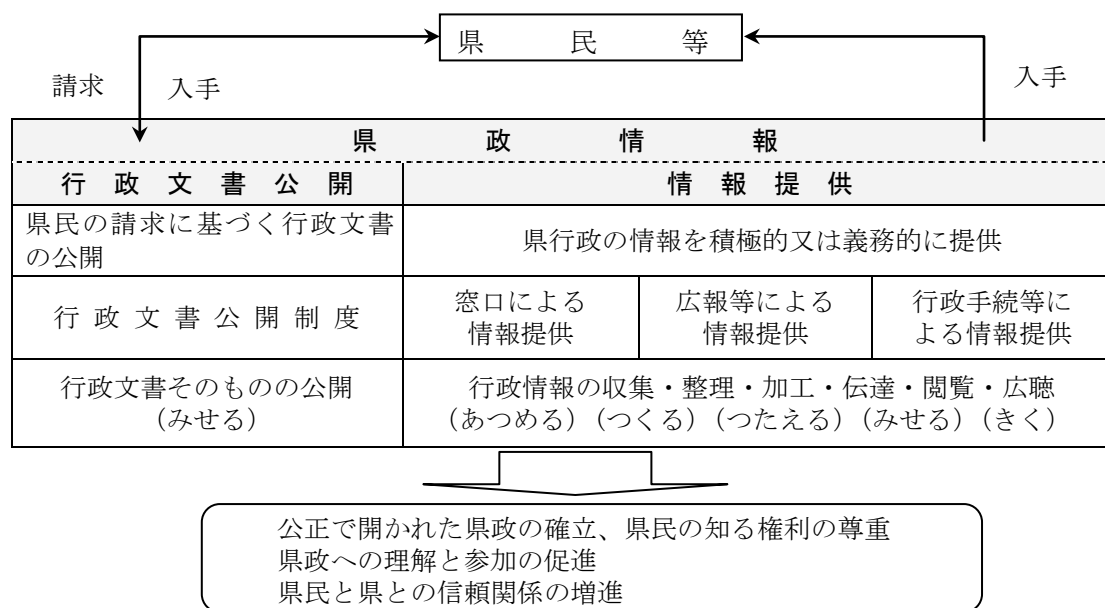 県民等
請求
入手
入手
県政情報
行政文書公開
情報提供
県民の請求に基づく行政文書
の公開
県行政の情報を積極的又は義務的に提供
行政文書公開制度
窓口による
情報提供
広報等による
情報提供
行政手続等に
よる情報提供
行政文書そのものの公開
(みせる)
行政情報の収集・整理・加工・伝達・閲覧・広聴
(あつめる)(つくる)(つたえる)(みせる)(きく)
公正で開かれた県政の確立、県民の知る権利の尊重
県政への理解と参加の促進
県民と県との信頼関係の増進